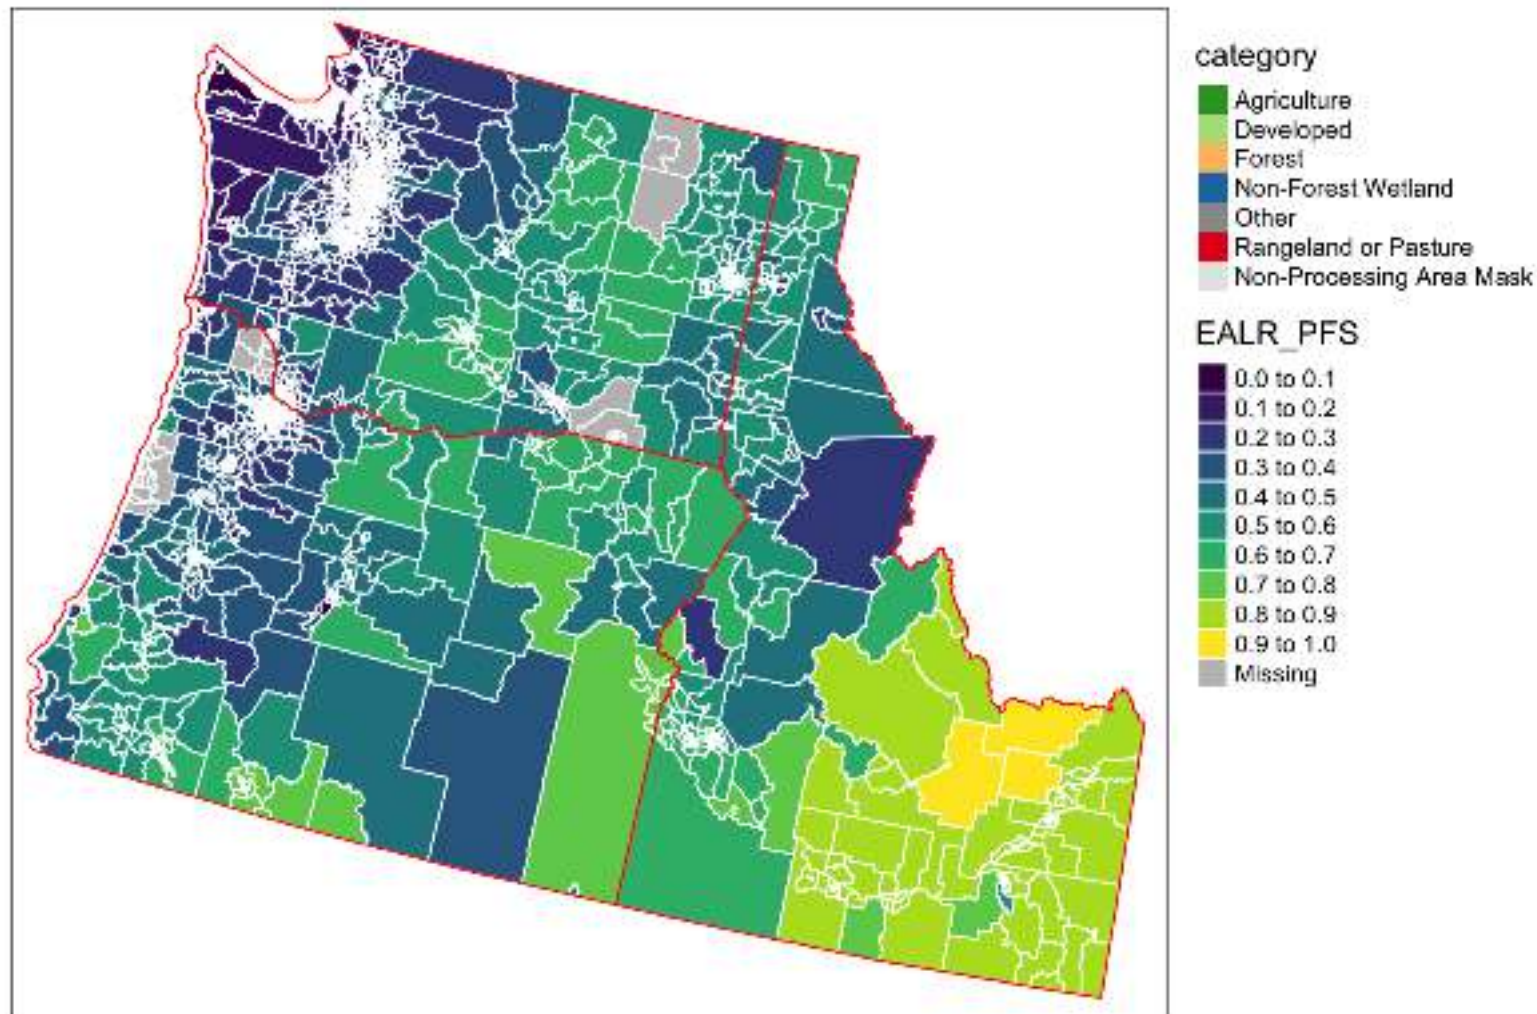 category
Agriculture
Developed
Forest
Non-Forest Wetland
Other
Rangeland or Pasture
Non-Processing Area Mask
EALR_PFS
0.0 to 0.1
0.1 to 0.2
0.2 to 0.3
0.3 to 0.4
0.4 to 0.5
0.5 to 0.6
0.6 to 0.7
0.7 to 0.8
0.8 to 0.9
0.9 to 1.0
Missing